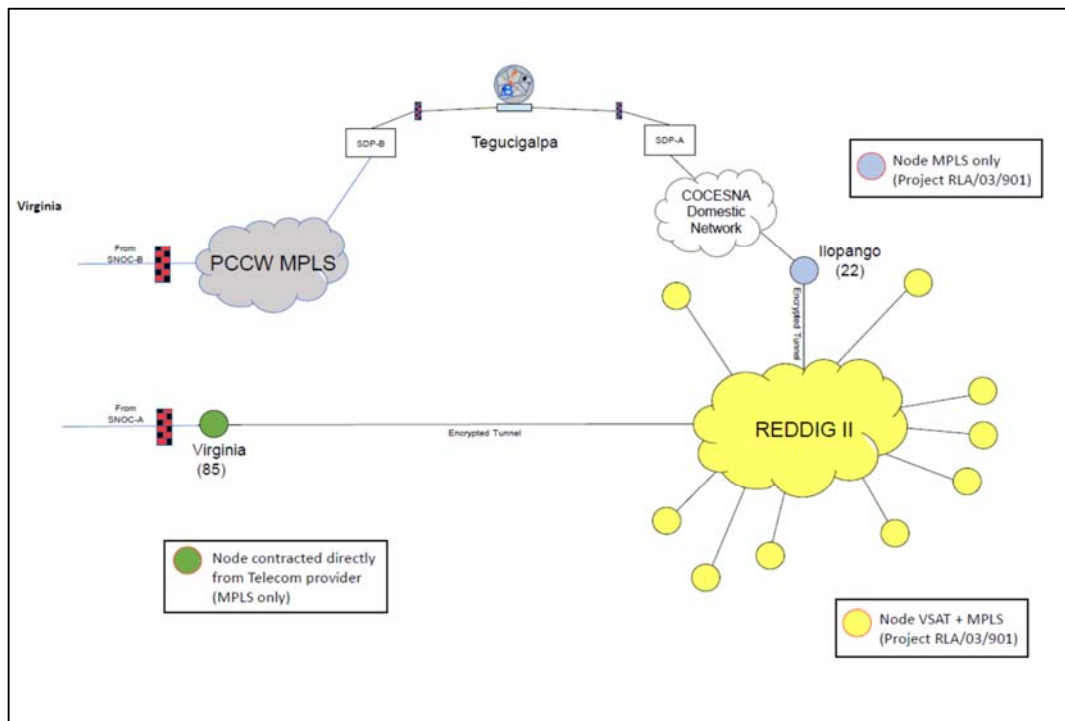 SDP-B
Tegucigalpa
SDP-A
Node MPLS only
(Project RLA/03/901)
COCESNA
Domestic
Network
Virginia
From
SNOC-B
PCCW MPLS
Ilopango
(22)
Encrypted Tunnel
From
SNOC-A
Virginia
(85)
Encrypted Tunnel
REDDIG II
Node contracted directly
from Telecom provider
(MPLS only)
Node VSAT + MPLS
(Project RLA/03/901)